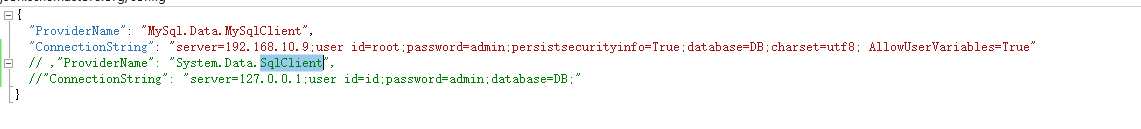 {
"ProviderName": "MySql.Data.MySqlClient",
"ConnectionString": "server=192.168.10.9;user id=root;password=admin;persistsecurityinfo=True;database=DB;charset=utf8; AllowUserVariables=True"
// ,"ProviderName": "System.Data.SqlClient",
//"ConnectionString": "server=127.0.0.1;user id=id;password=admin;database=DB;"
}